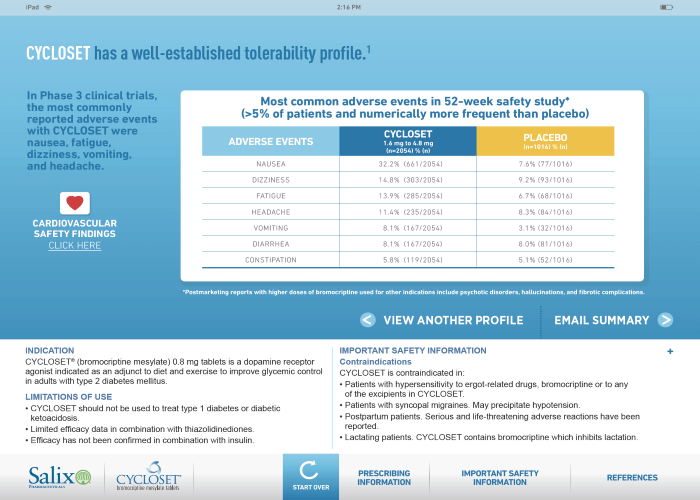 iPad
2:16 PM
CYCLOSET has a well-established tolerability profile.1
In Phase 3 clinical trials,
the most commonly
reported adverse events
with CYCLOSET were
nausea, fatigue,
dizziness, vomiting,
and headache.
CARDIOVASCULAR
SAFETY FINDINGS
CLICK HERE
Most common adverse events in 52-week safety study*
(>5% of patients and numerically more frequent than placebo)
ADVERSE EVENTS
CYCLOSET
1.6 mg to 4.8 mg
(n=2054) % (n)
PLACEBO
(n=1016) % (n)
NAUSEA 32.2% (661/2054) 7.6% (77/1016)
DIZZINESS 14.8% (303/2054) 9.2% (93/1016)
FATIGUE 13.9% (285/2054) 6.7% (68/1016)
HEADACHE 11.4% (235/2054) 8.3% (84/1016)
VOMITING 8.1% (167/2054) 3.1% (32/1016)
DIARRHEA 8.1% (167/2054) 8.0% (81/1016)
CONSTIPATION 5.8% (119/2054) 5.1% (52/1016)
*Postmarketing reports with higher doses of bromocriptine used for other indications include psychotic disorders, hallucinations, and fibrotic complications.
< VIEW ANOTHER PROFILE
EMAIL SUMMARY >
INDICATION
CYCLOSET® (bromocriptine mesylate) 0.8 mg tablets is a dopamine receptor
agonist indicated as an adjunct to diet and exercise to improve glycemic control
in adults with type 2 diabetes mellitus.
LIMITATIONS OF USE
• CYCLOSET should not be used to treat type 1 diabetes or diabetic
ketoacidosis.
• Limited efficacy data in combination with thiazolidinediones.
• Efficacy has not been confirmed in combination with insulin.
IMPORTANT SAFETY INFORMATION +
Contraindications
CYCLOSET is contraindicated in:
• Patients with hypersensitivity to ergot-related drugs, bromocriptine or to any
of the excipients in CYCLOSET.
• Patients with syncopal migraines. May precipitate hypotension.
• Postpartum patients. Serious and life-threatening adverse reactions have been
reported.
• Lactating patients. CYCLOSET contains bromocriptine which inhibits lactation.
Salix
PHARMACEUTICALS
CYCLOSET®
bromocriptine mesylate tablets
START OVER
PRESCRIBING
INFORMATION
IMPORTANT SAFETY
INFORMATION
REFERENCES